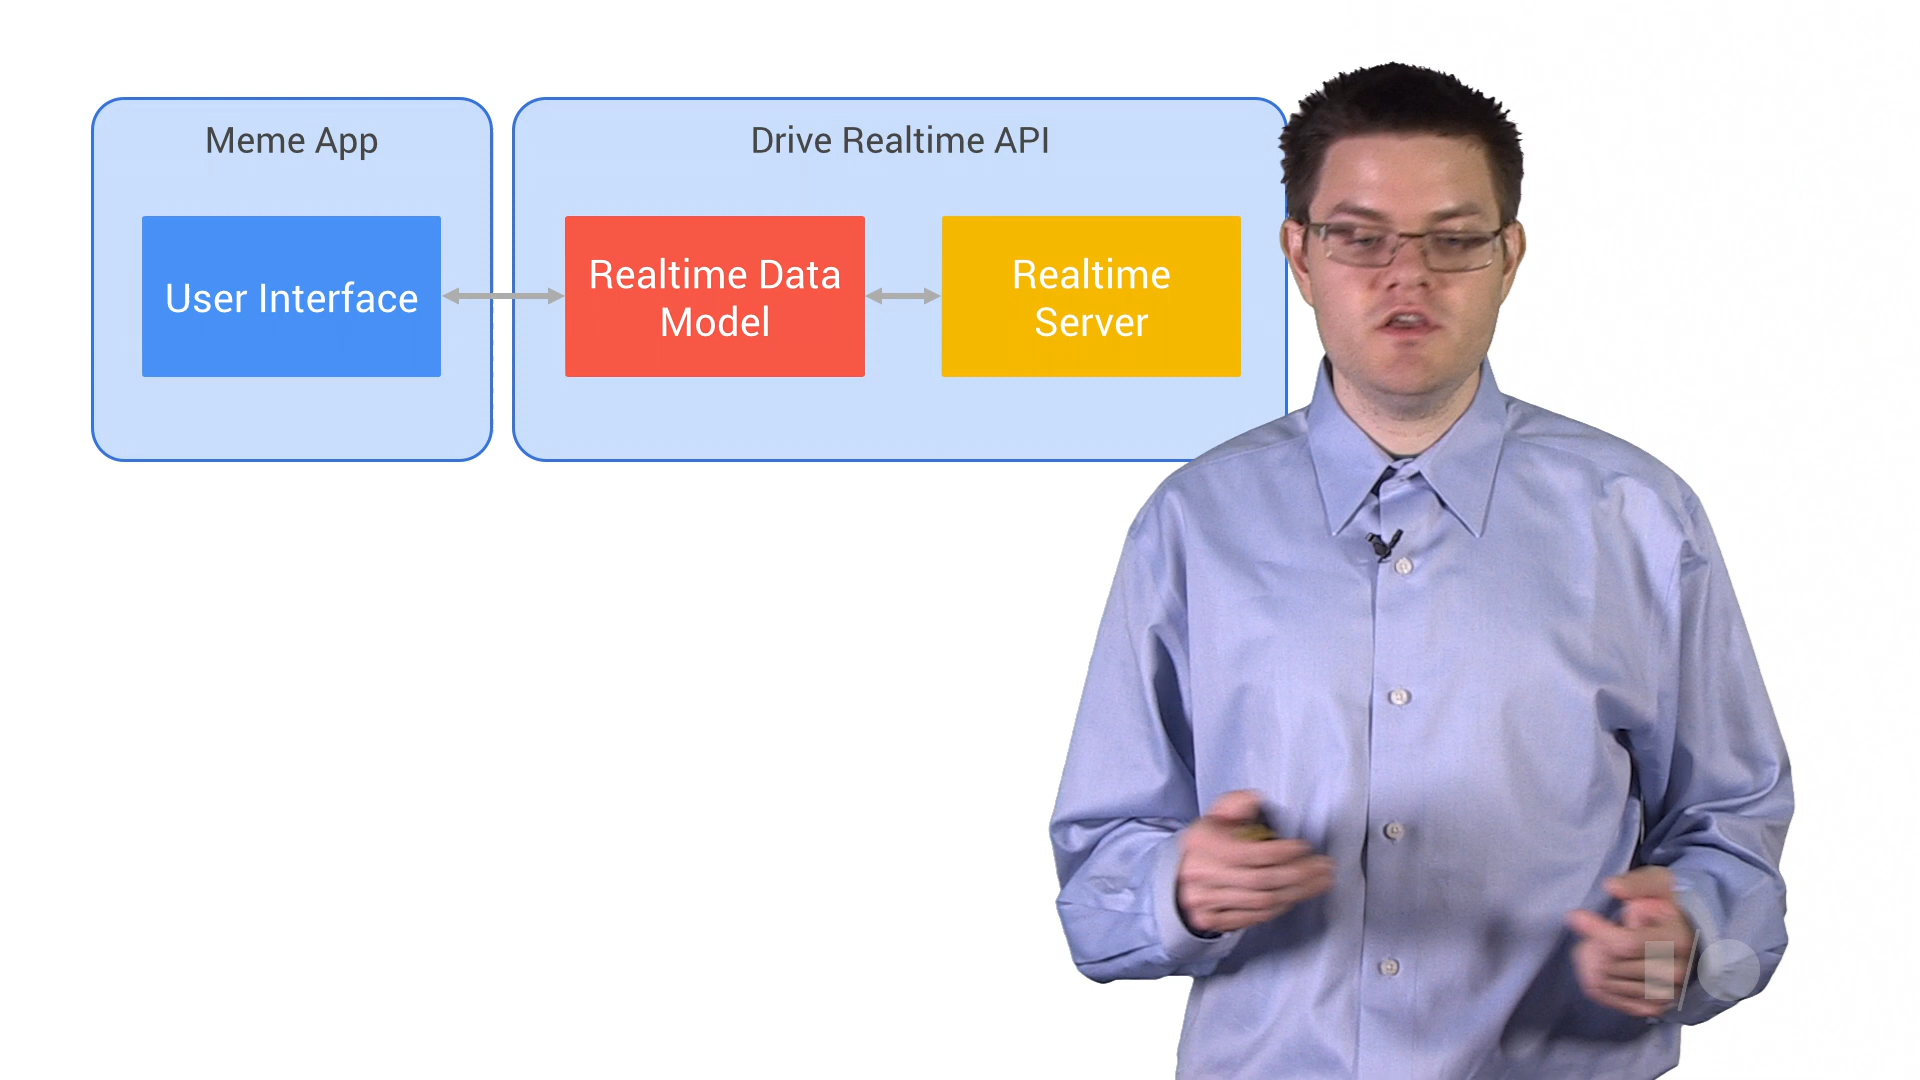 Meme App
Drive Realtime API
User Interface
Realtime Data
Model
Realtime
Server
I/O